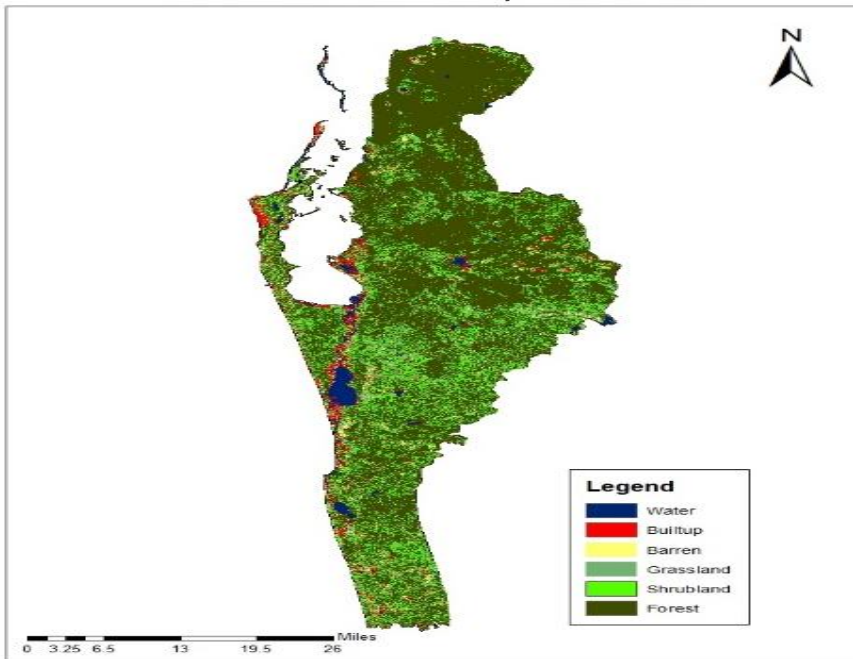 N
Legend
Water
Builtup
Barren
Grassland
Shrubland
Forest
Miles
0 3.25 6.5 13 19.5 26